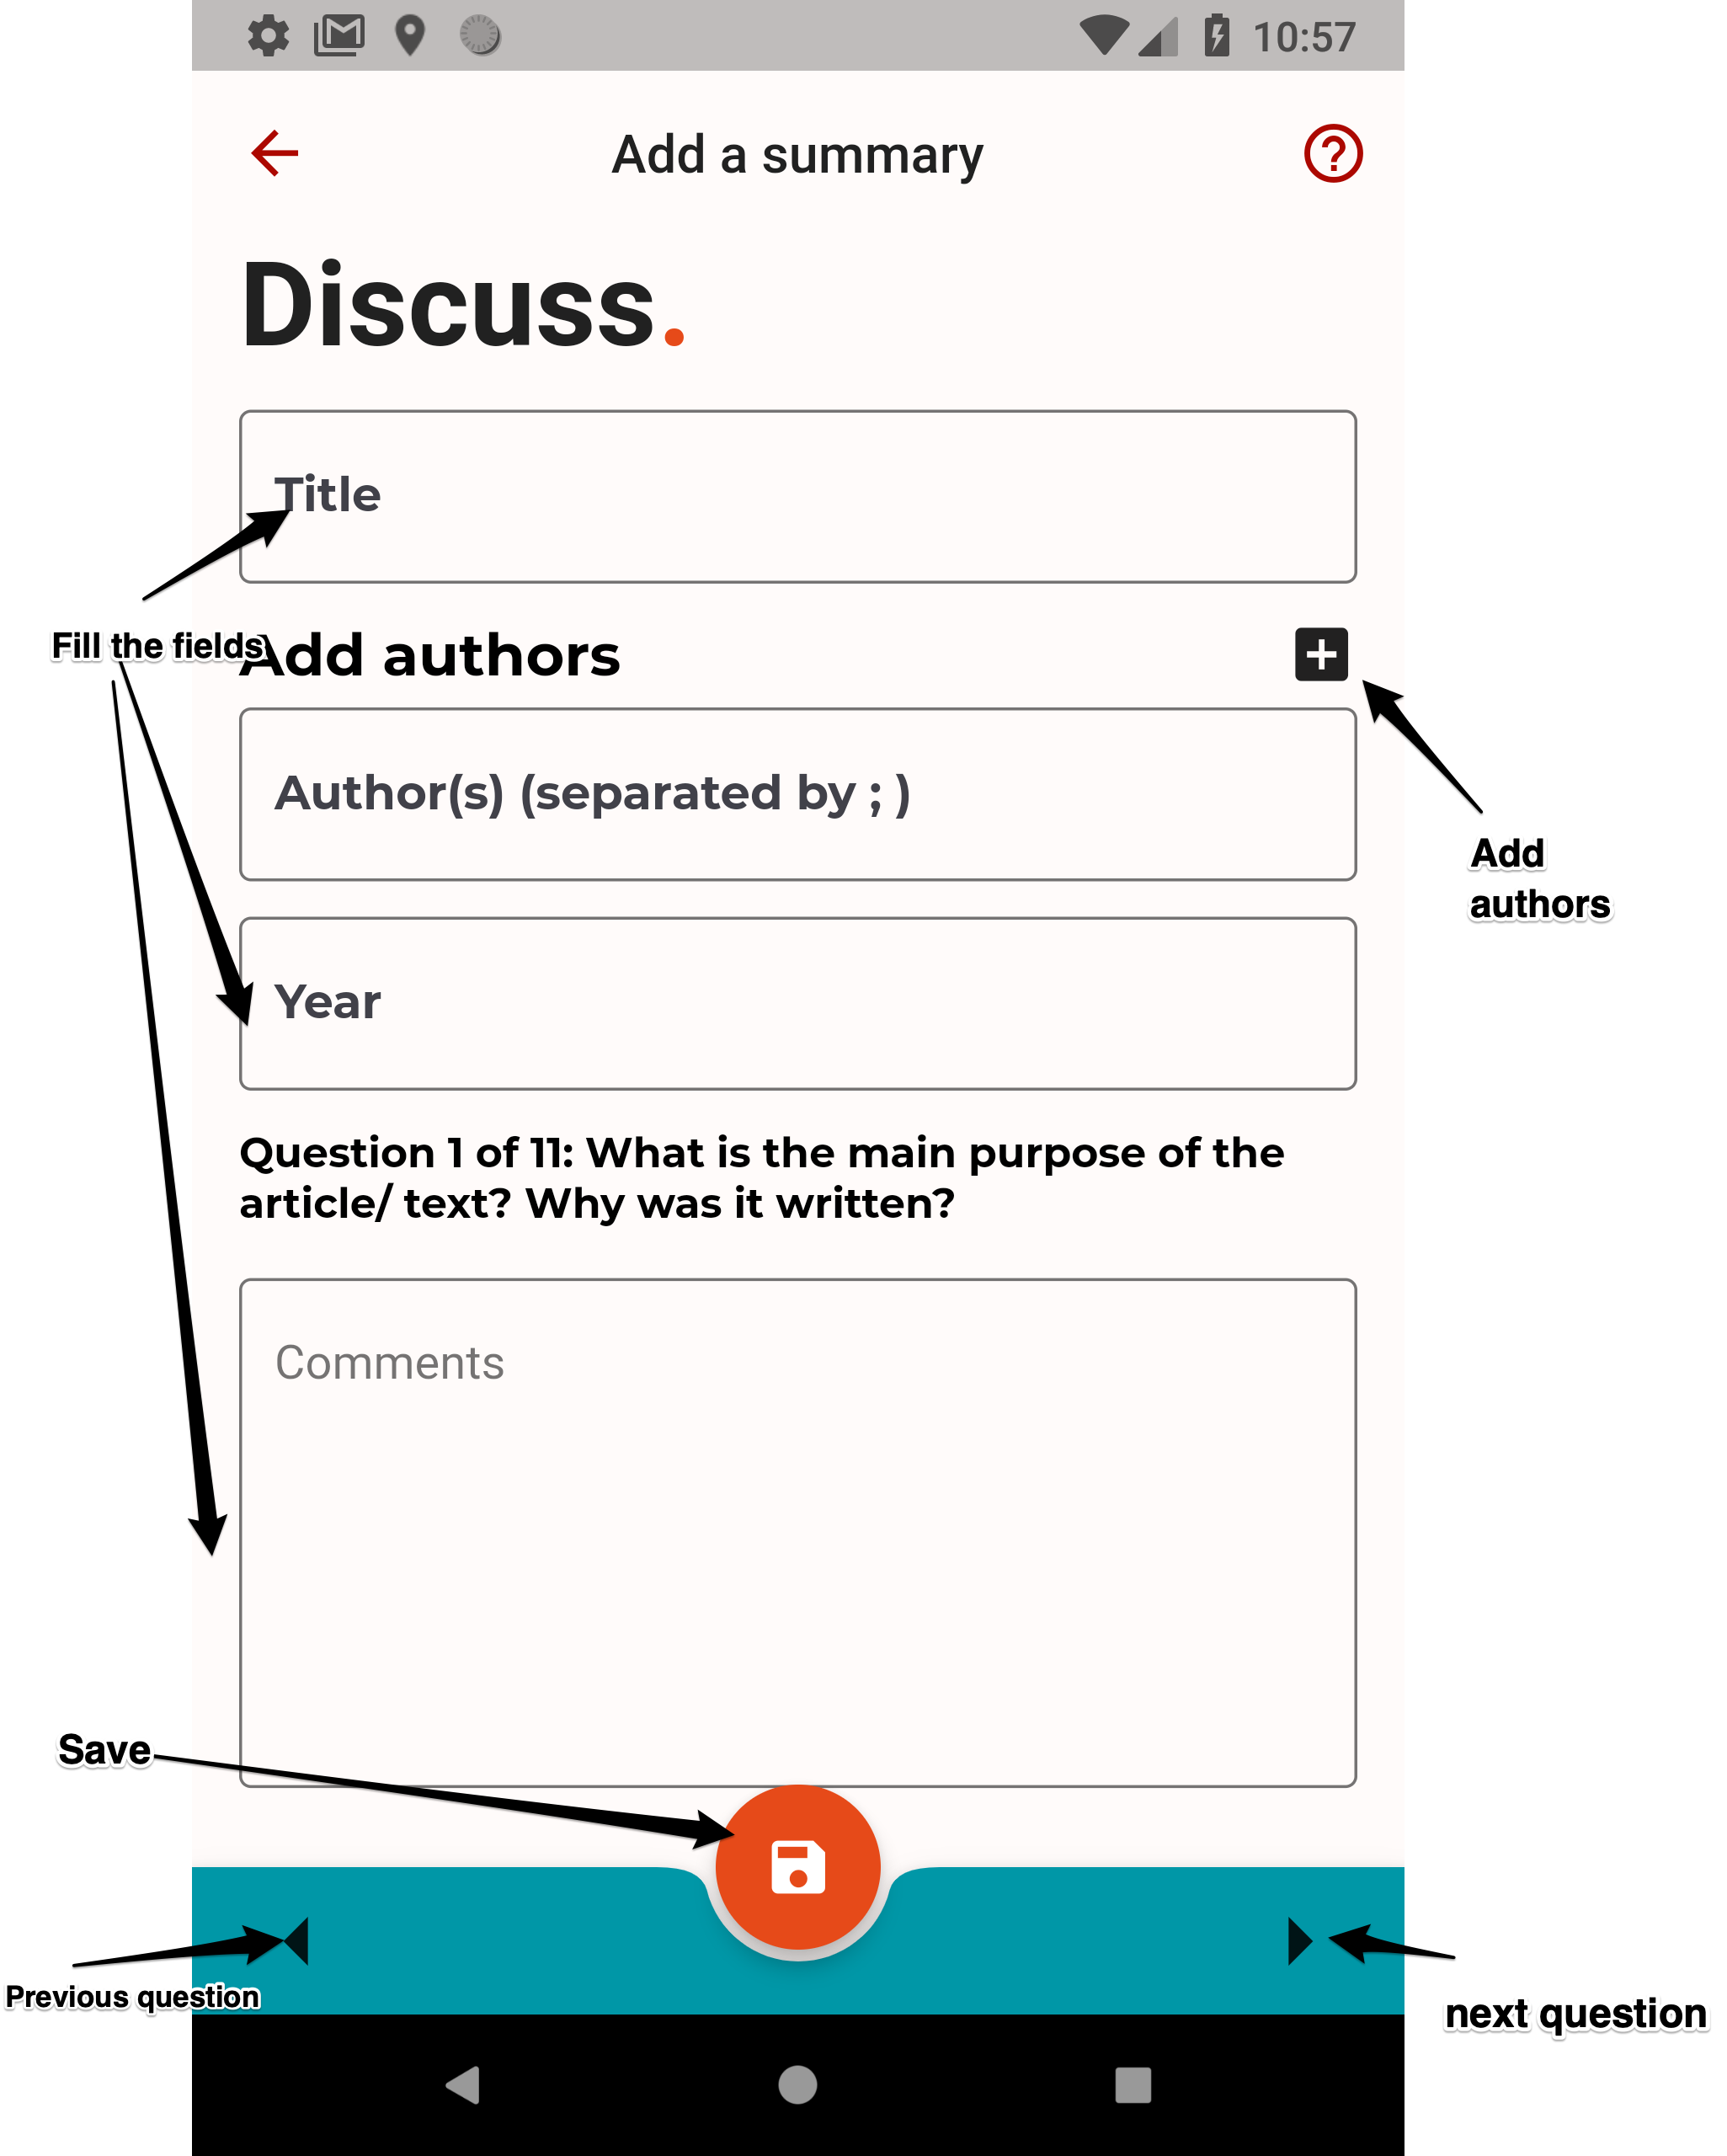 10:57
Add a summary
Discuss.
Title
Fill the fields
Add authors
Author(s) (separated by ; )
Add
authors
Year
Question 1 of 11: What is the main purpose of the
article/ text? Why was it written?
Comments
Save
Previous question
next question